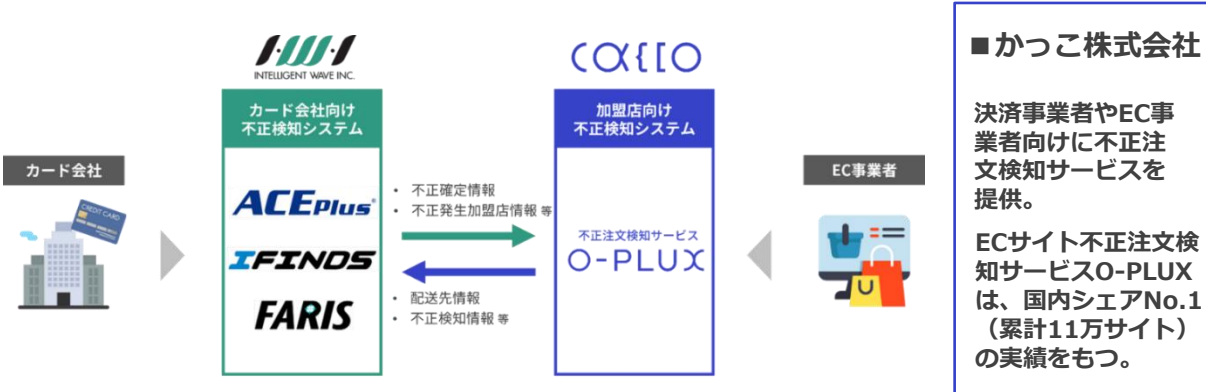 INTELLIGENT WAVE INC.
カード会社向け
不正検知システム
ACEPlus
IFINDS
FARIS
カード会社
CREDIT CARD
• 不正確定情報
• 不正発生加盟店情報 等
• 配送先情報
• 不正検知情報 等
cacco
加盟店向け
不正検知システム
不正注文検知サービス
O-PLUX
EC事業者
■かっこ株式会社
決済事業者やEC事
業者向けに不正注
文検知サービスを
提供。
ECサイト不正注文検
知サービスO-PLUX
は、国内シェアNo.1
（累計11万サイト）
の実績をもつ。